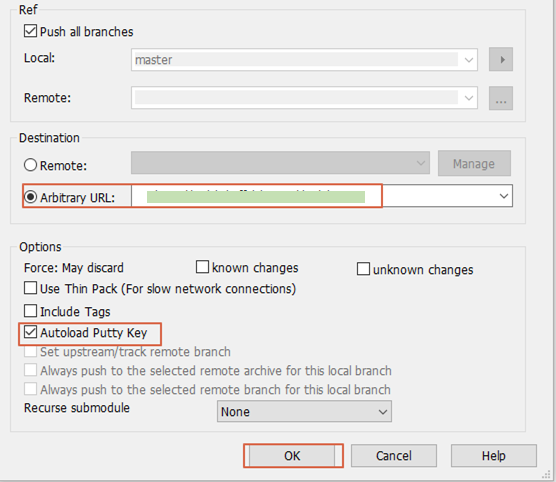 Ref
Push all branches
Local: master
Remote: ...
Destination
Remote: Manage
Arbitrary URL:
Options
Force: May discard known changes unknown changes
Use Thin Pack (For slow network connections)
Include Tags
Autoload Putty Key
Set upstream/track remote branch
Always push to the selected remote archive for this local branch
Always push to the selected remote branch for this local branch
Recurse submodule None
OK Cancel Help